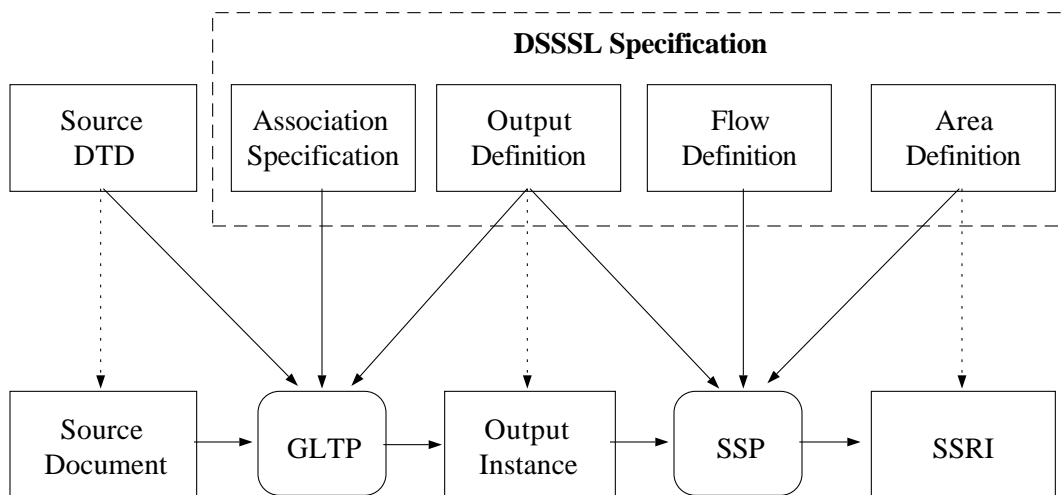 DSSSL Specification
Source
DTD
Association
Specification
Output
Definition
Flow
Definition
Area
Definition
Source
Document
GLTP
Output
Instance
SSP
SSRI